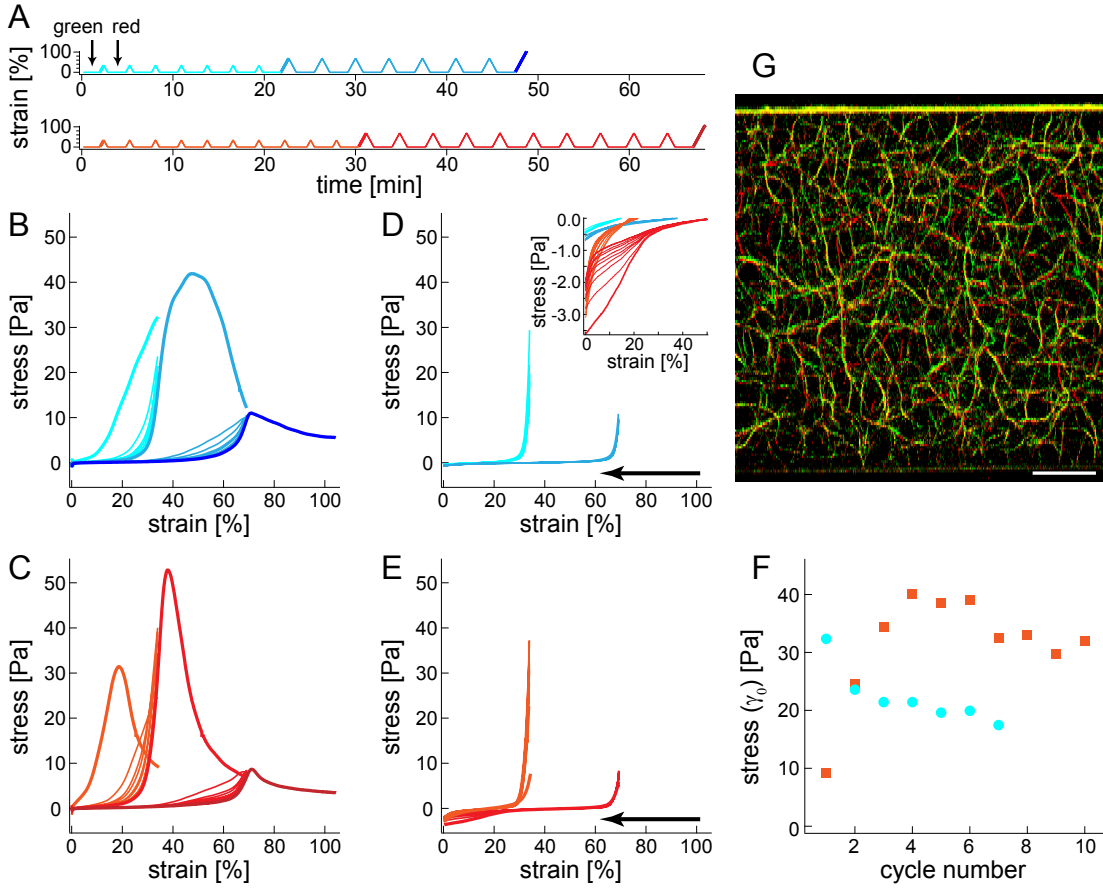 A
green red
strain [%]
100
0
0 10 20 30 40 50 60
100
0
0 10 20 30 40 50 60
time [min]
B
stress [Pa]
50
40
30
20
10
0
0 20 40 60 80 100
strain [%]
D
stress [Pa]
50
40
30
20
10
0
0 20 40 60 80 100
strain [%]
stress [Pa]
0.0
-1.0
-2.0
-3.0
0 20 40
strain [%]
G
C
stress [Pa]
50
40
30
20
10
0
0 20 40 60 80 100
strain [%]
E
stress [Pa]
50
40
30
20
10
0
0 20 40 60 80 100
strain [%]
F
stress (γ₀) [Pa]
40
30
20
10
0
2 4 6 8 10
cycle number